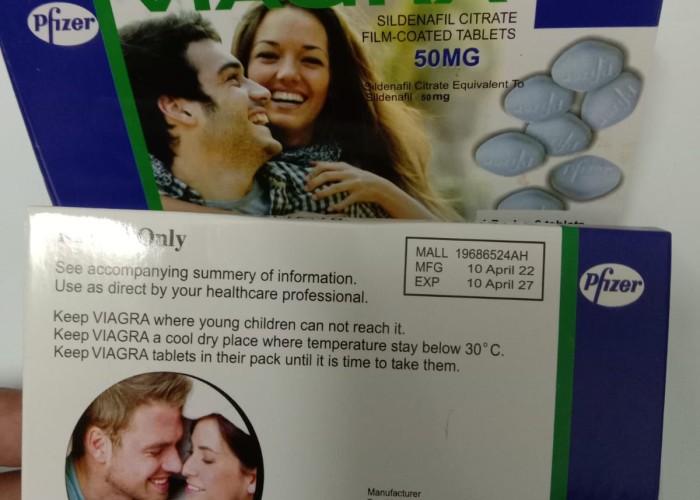 Pfizer
VIAGRA
SILDENAFIL CITRATE
FILM-COATED TABLETS
50MG
Sildenafil Citrate Equivalent To
Sildenafil 50mg
Only
See accompanying summery of information.
Use as direct by your healthcare professional.
MALL 19686524AH
MFG 10 April 22
EXP 10 April 27
Pfizer
Keep VIAGRA where young children can not reach it.
Keep VIAGRA a cool dry place where temperature stay below 30°C.
Keep VIAGRA tablets in their pack until it is time to take them.
Manufacturer